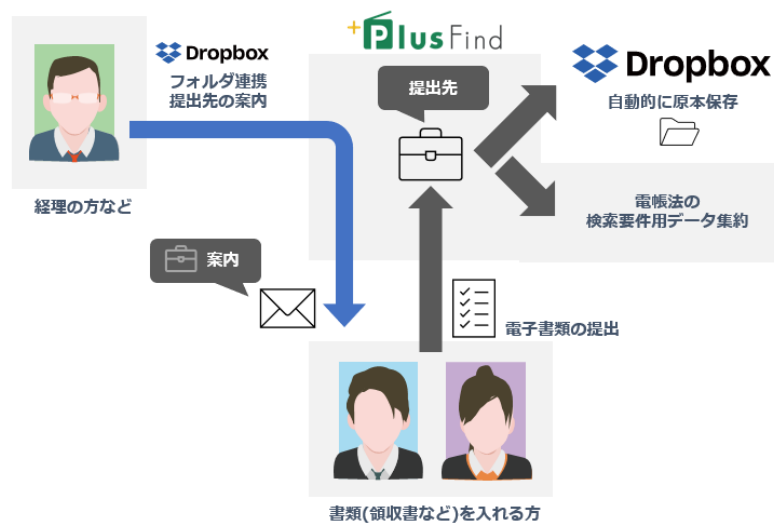 PlusFind
Dropbox
フォルダ連携
提出先の案内
提出先
Dropbox
自動的に原本保存
経理の方など
電帳法の
検索要件用データ集約
案内
電子書類の提出
書類(領収書など)を入れる方